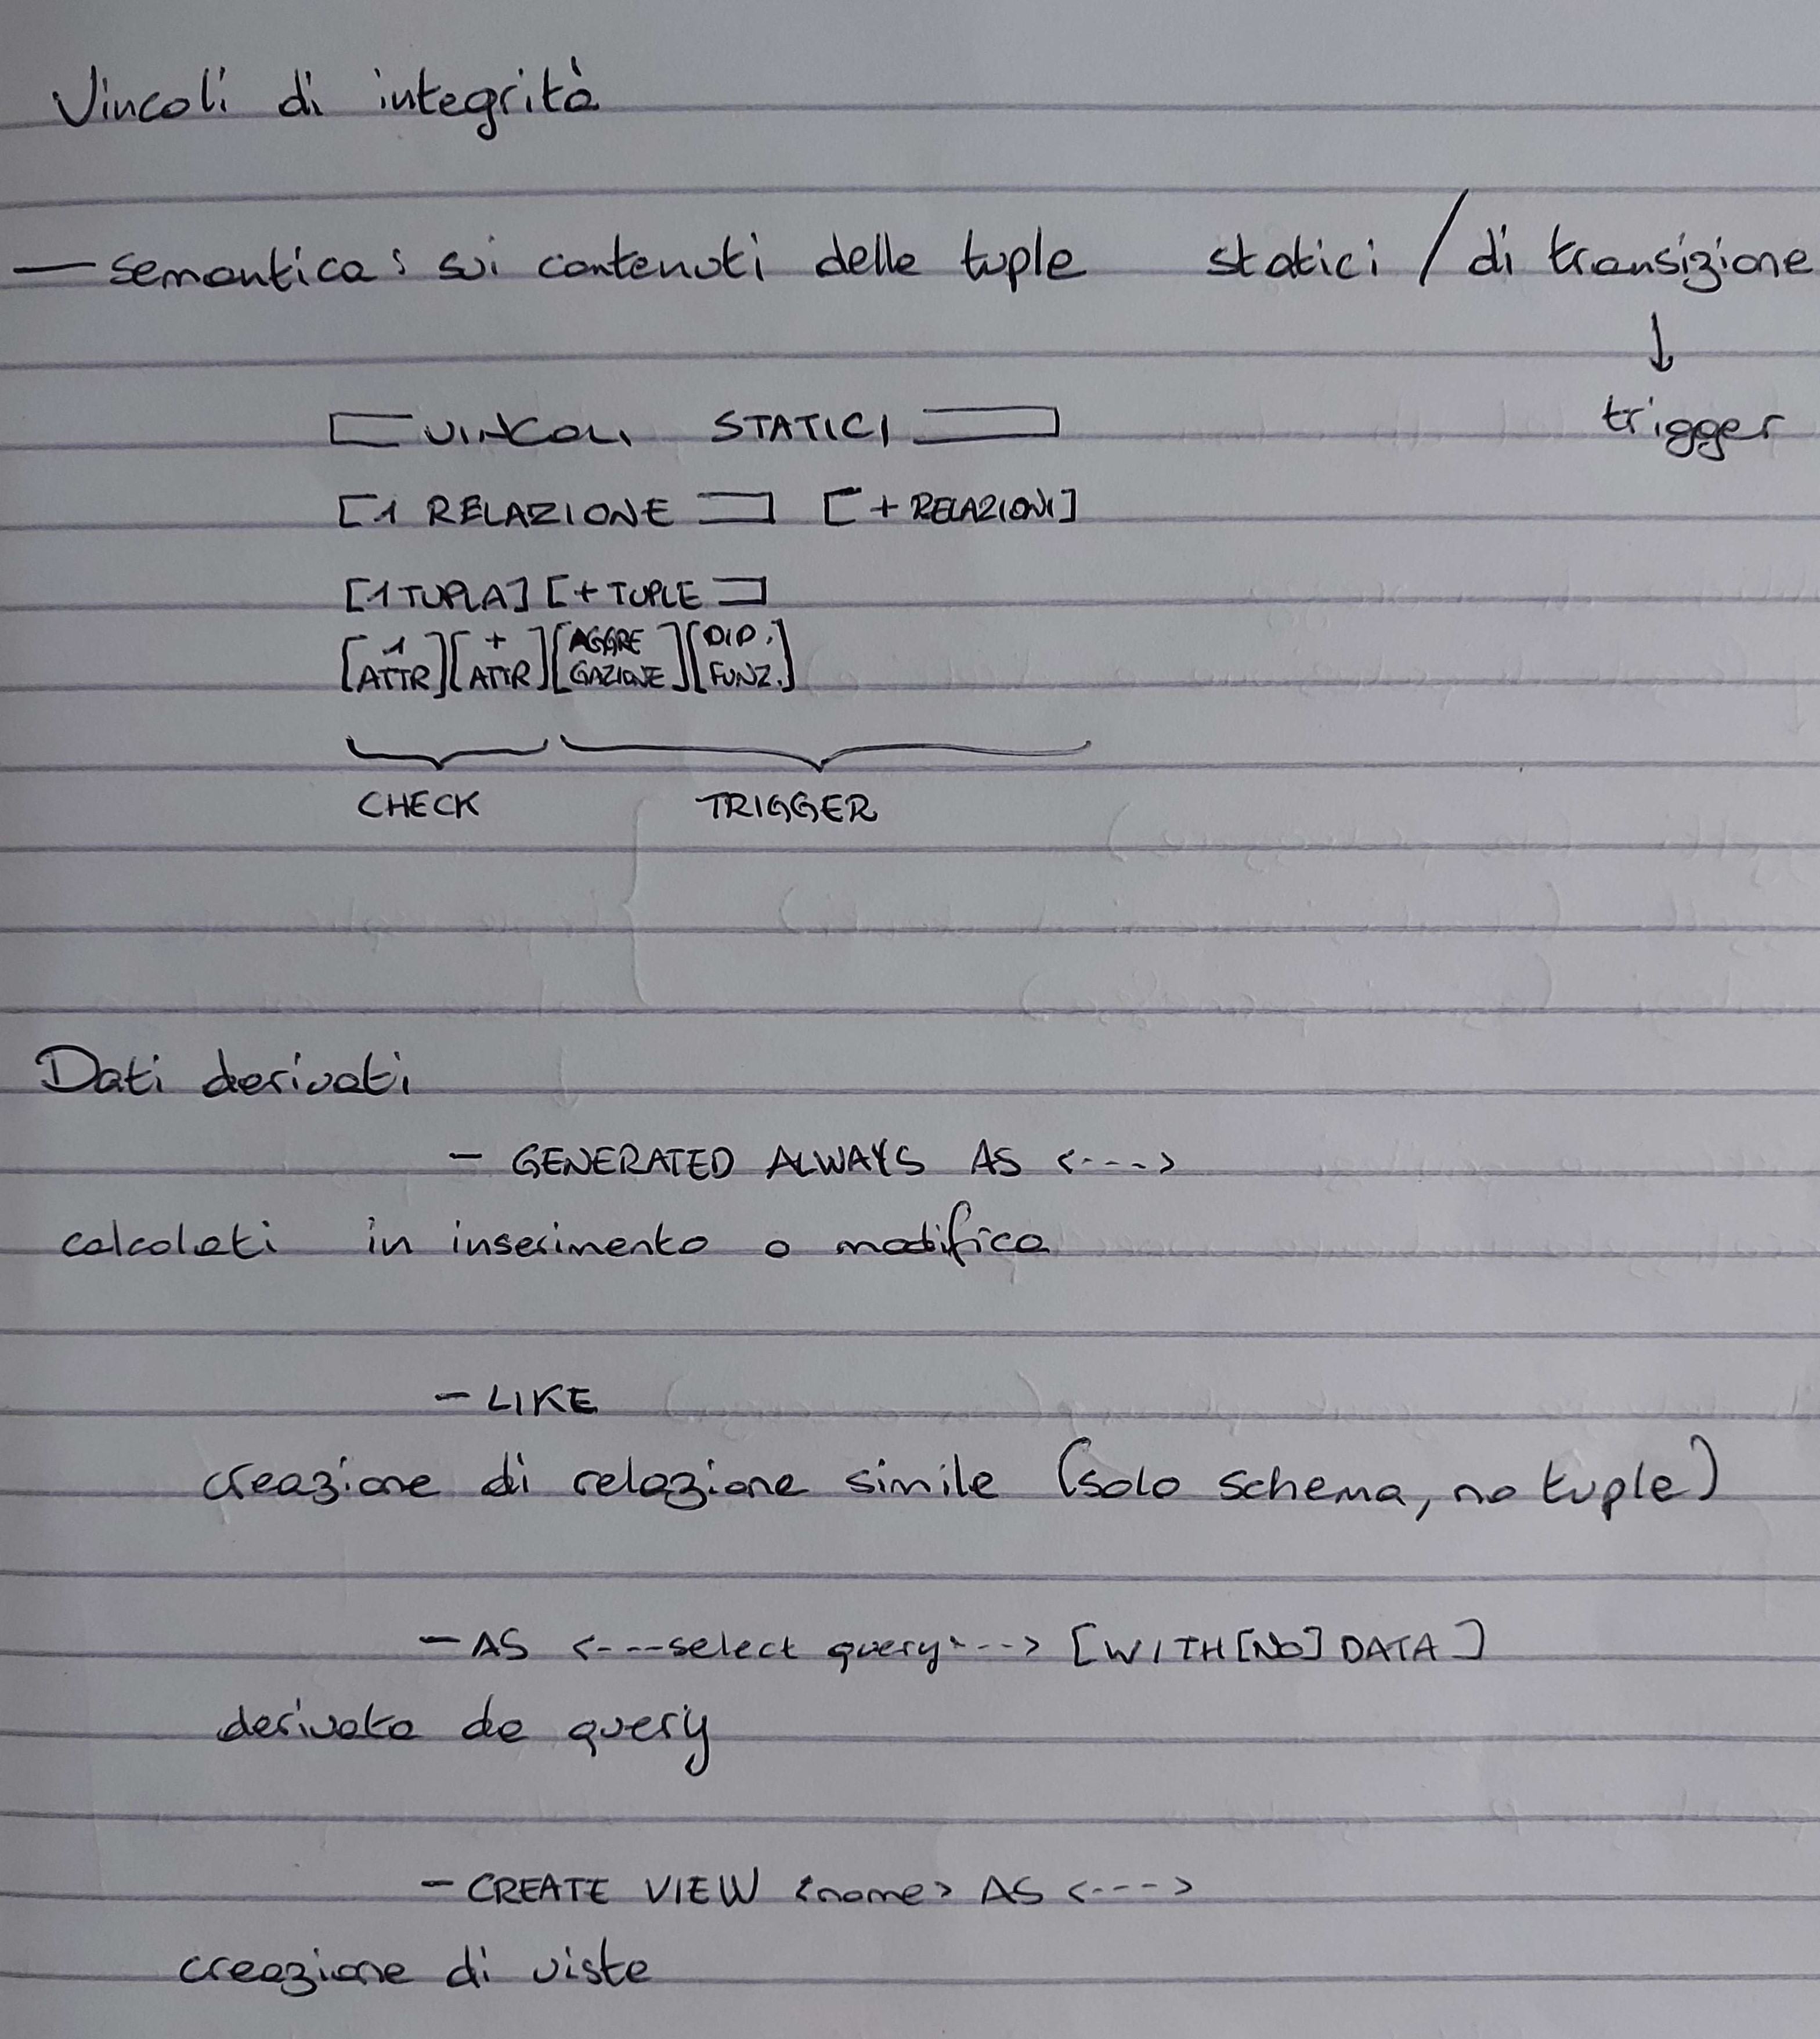 Vincoli di integrità
— semantica: sui contenuti delle tuple statici / di transizione
↓
trigger
[ VINCOLI STATICI ]
[1 RELAZIONE ] [+ RELAZIONI]
[1 TUPLA] [+ TUPLE ]
[1 ATTR] [+ ATTR] [AGGRE GAZIONE] [DIP. FUNZ.]
CHECK TRIGGER
Dati derivati
- GENERATED ALWAYS AS <---->
calcolati in inserimento o modifica
- LIKE
creazione di relazione simile (solo schema, no tuple)
- AS <---select query---> [WITH[NO] DATA]
derivata da query
- CREATE VIEW <nome> AS <---->
creazione di viste